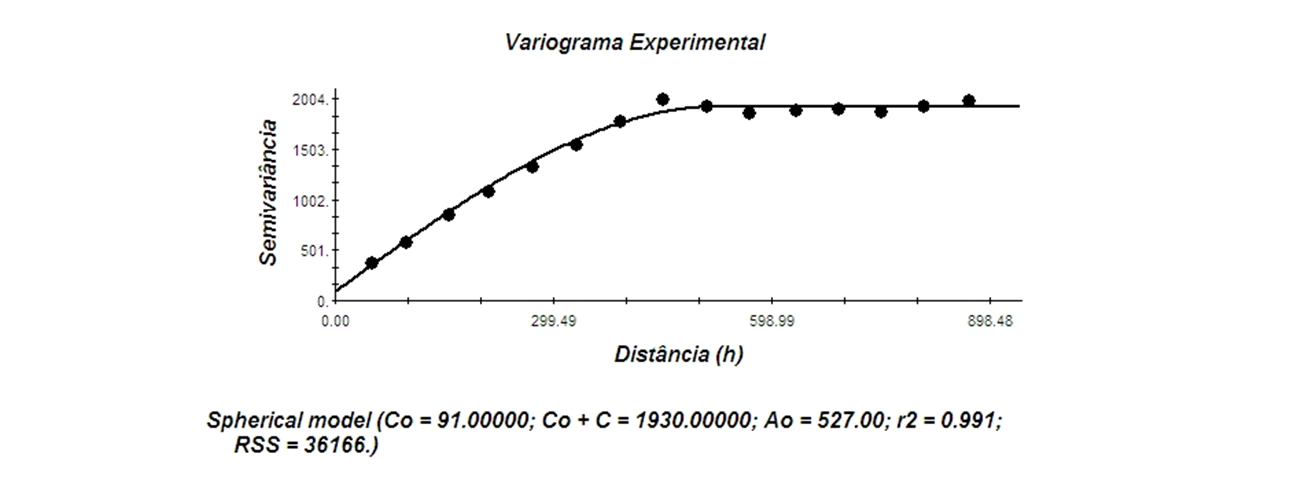 Variograma Experimental
2004.
1503.
1002.
501.
0.
Semivariância
0.00 299.49 598.99 898.48
Distância (h)
Spherical model (Co = 91.00000; Co + C = 1930.00000; Ao = 527.00; r2 = 0.991;
RSS = 36166.)